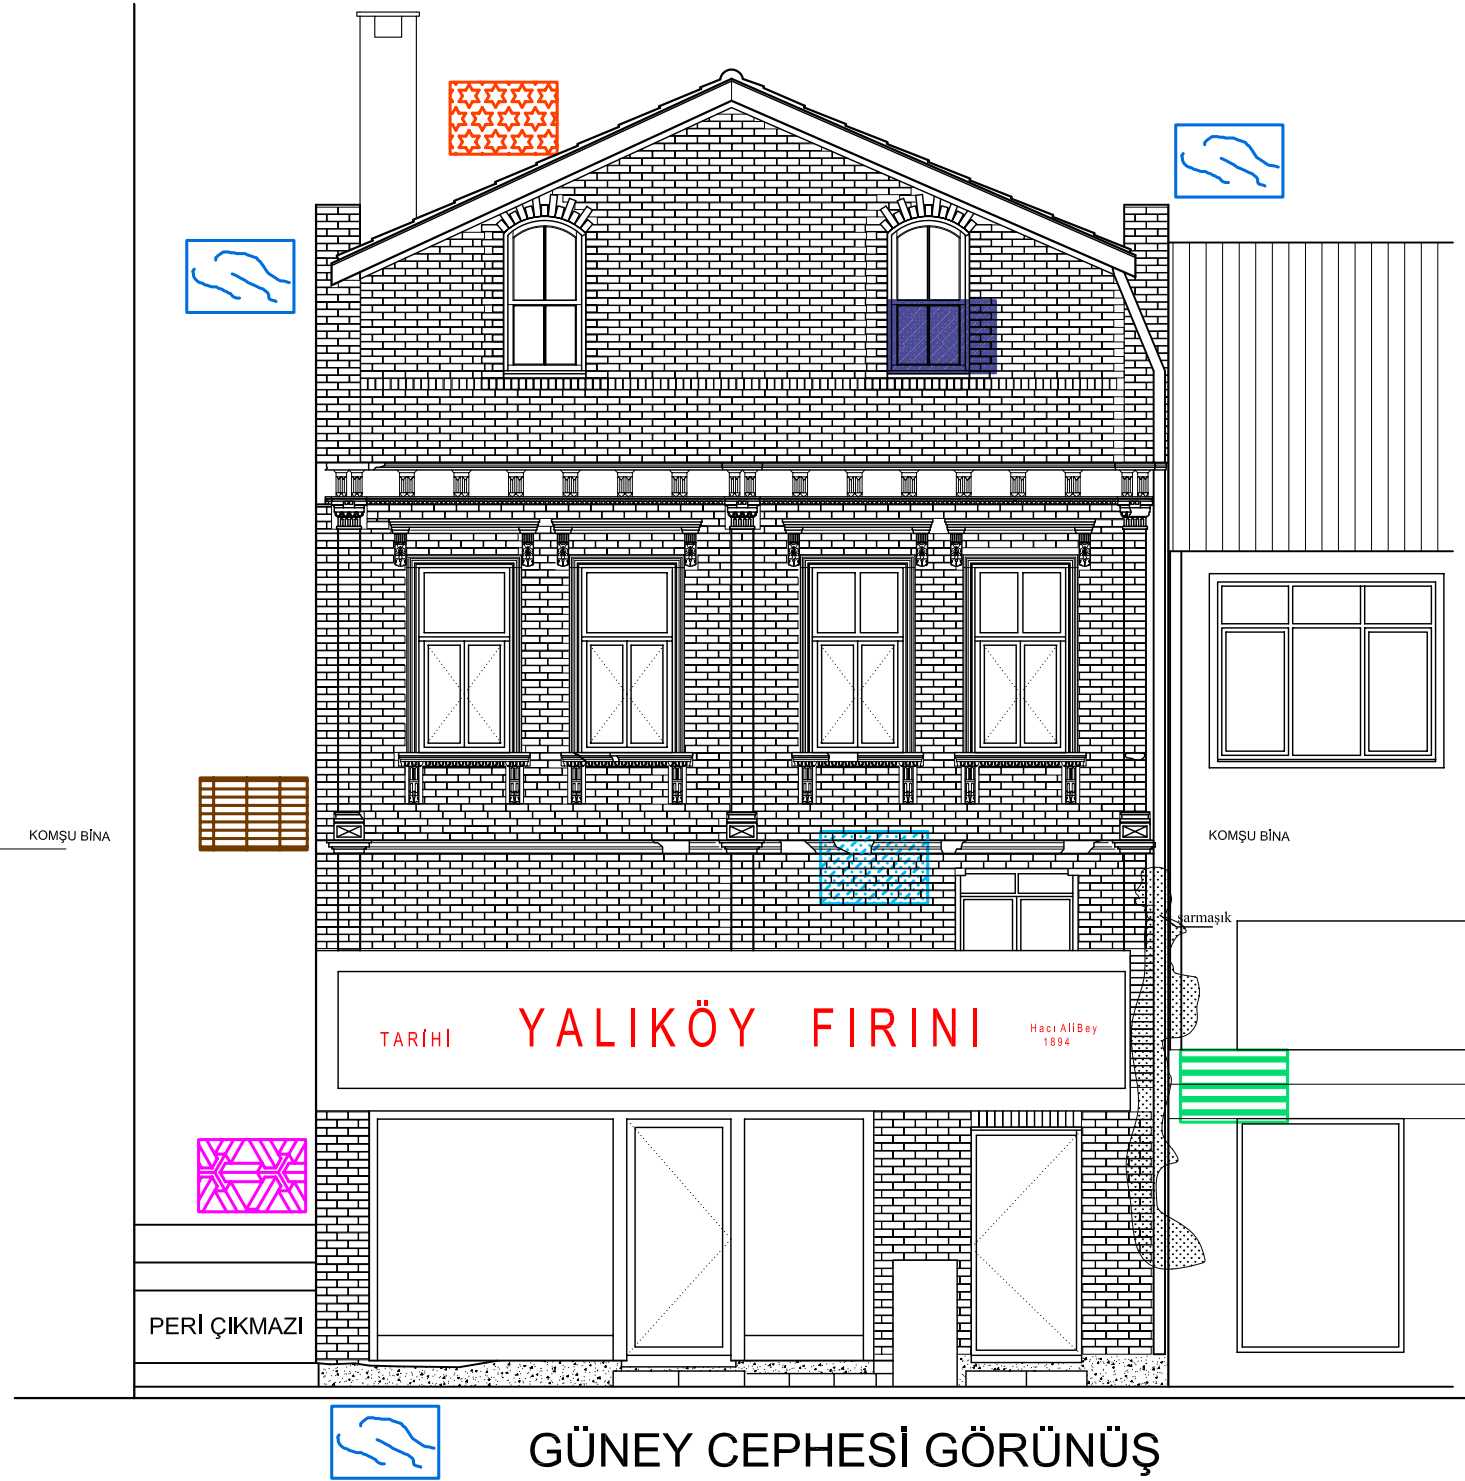 KOMŞU BİNA
KOMŞU BİNA
sarmaşık
TARİHİ YALIKÖY FIRINI Hacı AliBey
1894
PERİ ÇIKMAZI
GÜNEY CEPHESİ GÖRÜNÜŞ